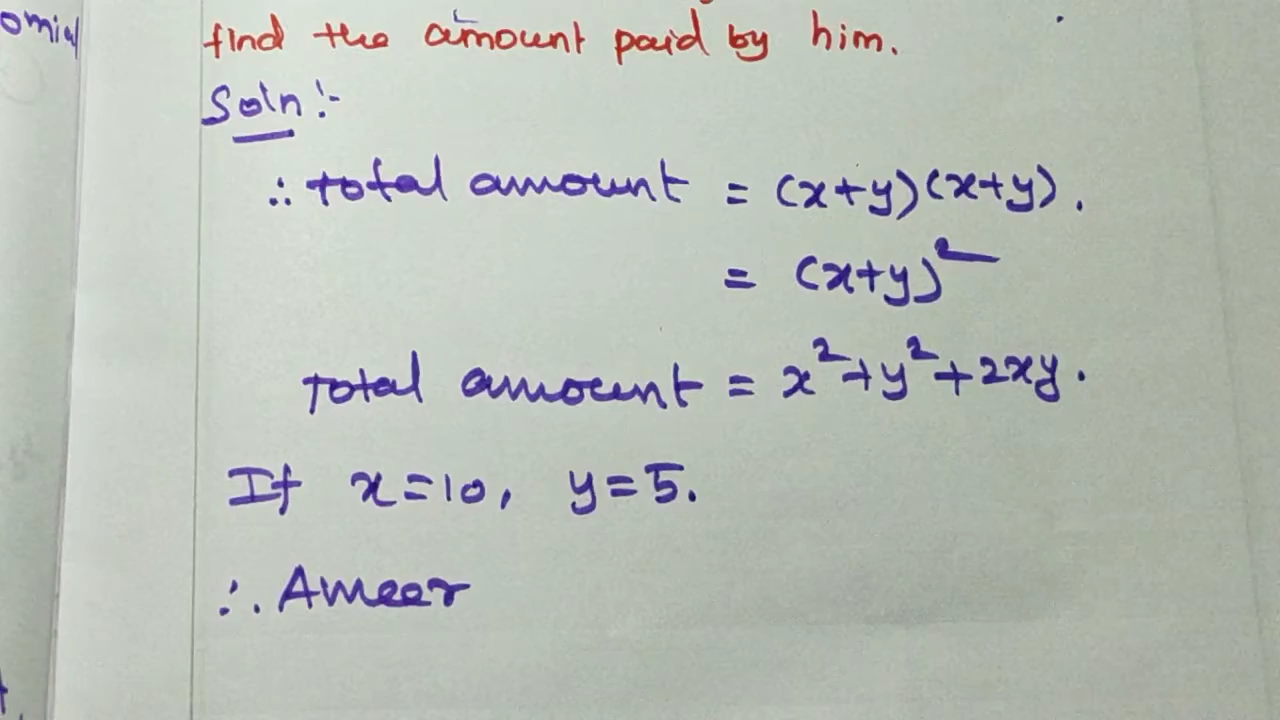 omial
find the amount paid by him.
Soln :-
∴ total amount = (x+y)(x+y).
= (x+y)²
total amount = x²+y²+2xy.
If x=10, y=5.
∴ Ameer